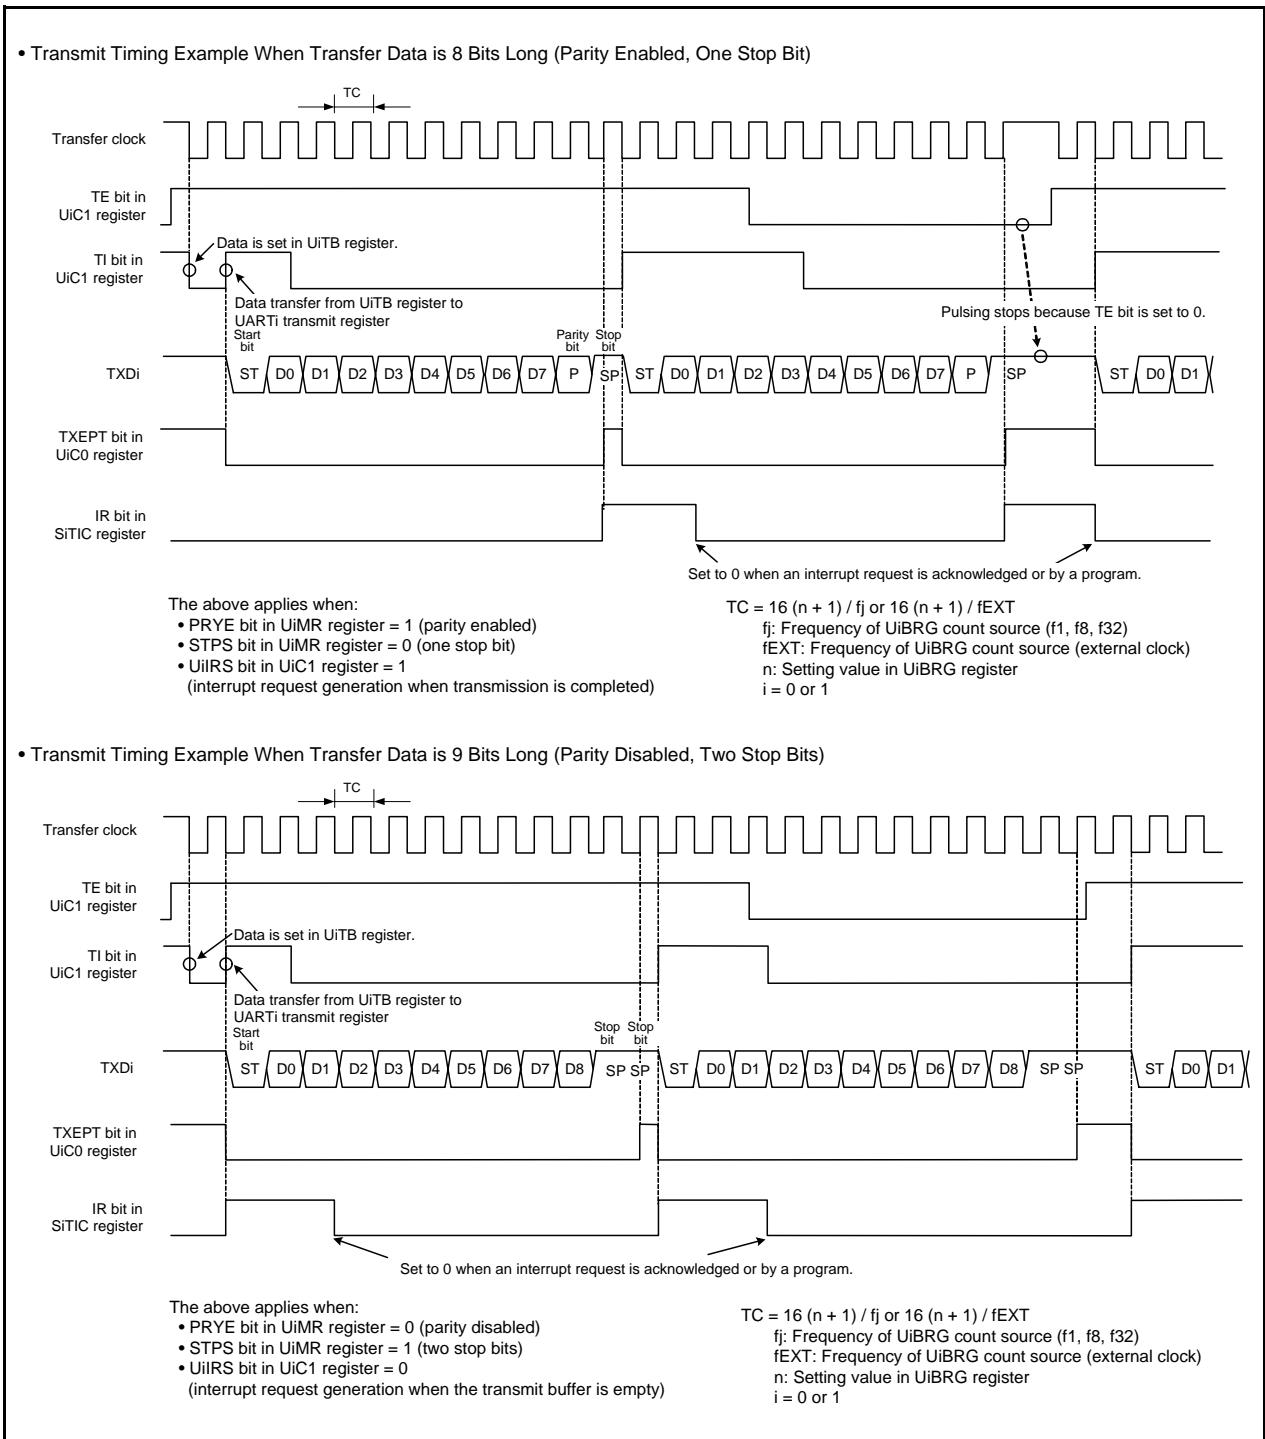 • Transmit Timing Example When Transfer Data is 8 Bits Long (Parity Enabled, One Stop Bit)
TC
Transfer clock
TE bit in
UiC1 register
Data is set in UiTB register.
TI bit in
UiC1 register
Data transfer from UiTB register to
UARTi transmit register
Pulsing stops because TE bit is set to 0.
Start
bit
Parity
bit
Stop
bit
TXDi
ST D0 D1 D2 D3 D4 D5 D6 D7 P SP ST D0 D1 D2 D3 D4 D5 D6 D7 P SP ST D0 D1
TXEPT bit in
UiC0 register
IR bit in
SiTIC register
Set to 0 when an interrupt request is acknowledged or by a program.
The above applies when:
• PRYE bit in UiMR register = 1 (parity enabled)
• STPS bit in UiMR register = 0 (one stop bit)
• UiIRS bit in UiC1 register = 1
(interrupt request generation when transmission is completed)
TC = 16 (n + 1) / fj or 16 (n + 1) / fEXT
fj: Frequency of UiBRG count source (f1, f8, f32)
fEXT: Frequency of UiBRG count source (external clock)
n: Setting value in UiBRG register
i = 0 or 1
• Transmit Timing Example When Transfer Data is 9 Bits Long (Parity Disabled, Two Stop Bits)
TC
Transfer clock
TE bit in
UiC1 register
Data is set in UiTB register.
TI bit in
UiC1 register
Data transfer from UiTB register to
UARTi transmit register
Start
bit
Stop
bit
Stop
bit
TXDi
ST D0 D1 D2 D3 D4 D5 D6 D7 D8 SP SP ST D0 D1 D2 D3 D4 D5 D6 D7 D8 SP SP ST D0 D1
TXEPT bit in
UiC0 register
IR bit in
SiTIC register
Set to 0 when an interrupt request is acknowledged or by a program.
The above applies when:
• PRYE bit in UiMR register = 0 (parity disabled)
• STPS bit in UiMR register = 1 (two stop bits)
• UiIRS bit in UiC1 register = 0
(interrupt request generation when the transmit buffer is empty)
TC = 16 (n + 1) / fj or 16 (n + 1) / fEXT
fj: Frequency of UiBRG count source (f1, f8, f32)
fEXT: Frequency of UiBRG count source (external clock)
n: Setting value in UiBRG register
i = 0 or 1